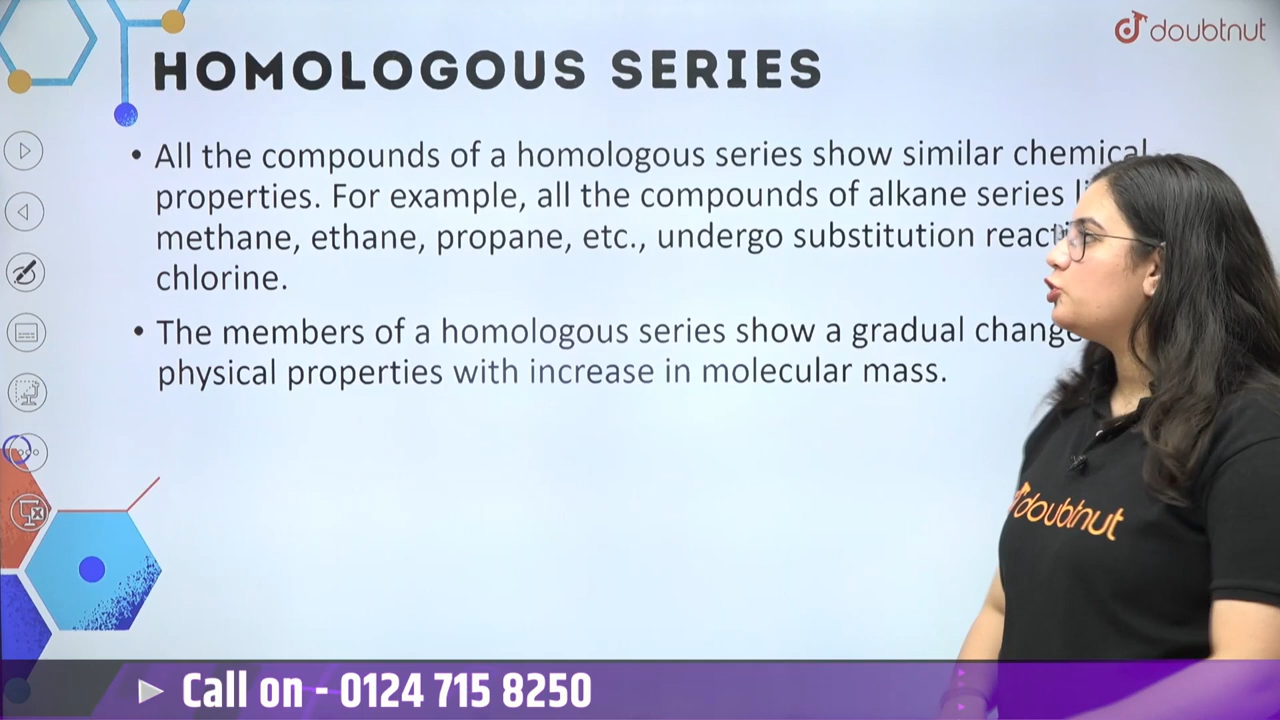 doubtnut
HOMOLOGOUS SERIES
• All the compounds of a homologous series show similar chemical
properties. For example, all the compounds of alkane series
methane, ethane, propane, etc., undergo substitution
chlorine.
• The members of a homologous series show a gradual change
physical properties with increase in molecular mass.
doubtnut
Call on - 0124 715 8250